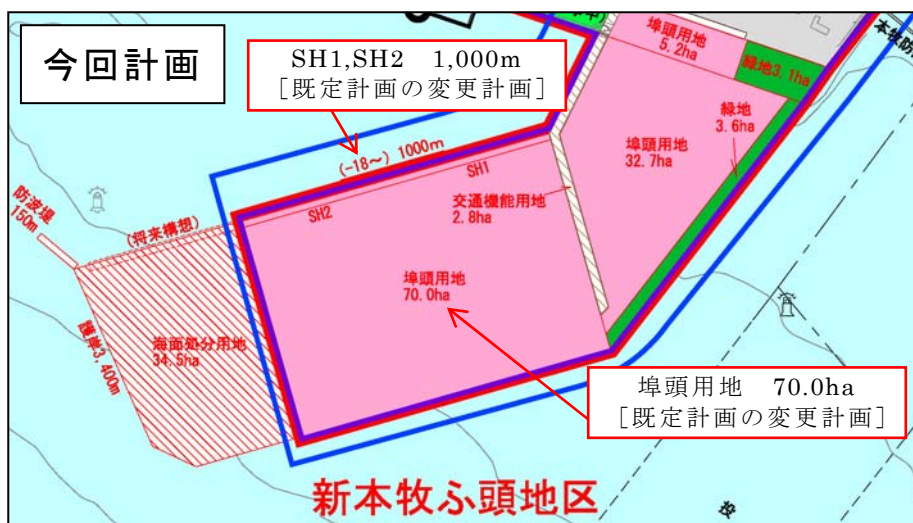 今回計画
SH1,SH2 1,000m
[既定計画の変更計画]
埠頭用地
5.2ha
緑地3.1ha
緑地
3.6ha
埠頭用地
32.7ha
(-18~) 1000m
SH1
SH2
交通機能用地
2.8ha
防波堤
150m
(将来構想)
埠頭用地
70.0ha
海面処分用地
34.5ha
護岸3,400m
埠頭用地 70.0ha
[既定計画の変更計画]
新本牧ふ頭地区
投